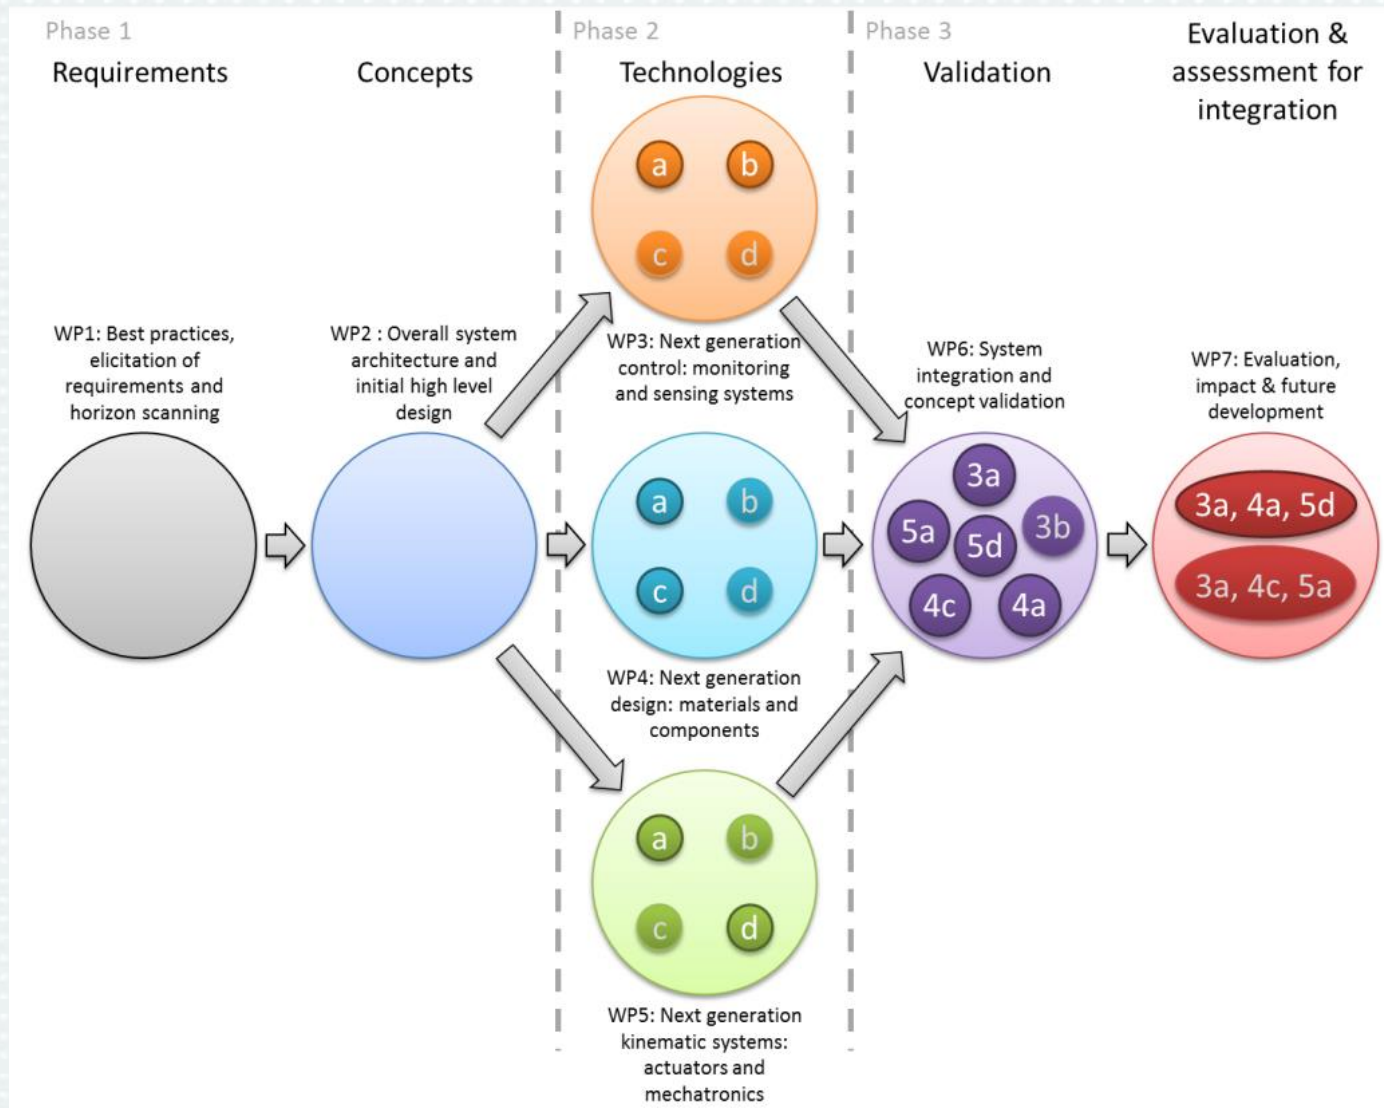 Phase 1
Requirements
Concepts
Phase 2
Technologies
Phase 3
Validation
Evaluation &
assessment for
integration
WP1: Best practices,
elicitation of
requirements and
horizon scanning
WP2 : Overall system
architecture and
initial high level
design
a
b
c
d
WP3: Next generation
control: monitoring
and sensing systems
a
b
c
d
WP4: Next generation
design: materials and
components
a
b
c
d
WP5: Next generation
kinematic systems:
actuators and
mechatronics
WP6: System
integration and
concept validation
3a
5a
3b
5d
4c
4a
WP7: Evaluation,
impact & future
development
3a, 4a, 5d
3a, 4c, 5a